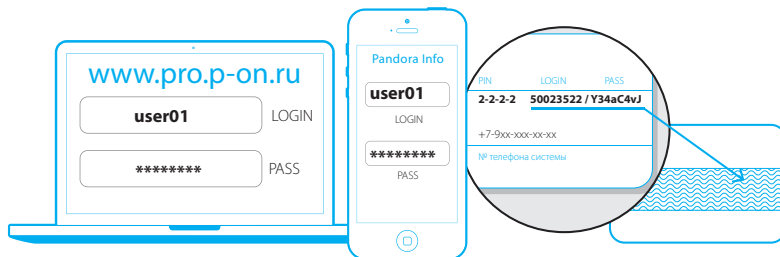 www.pro.p-on.ru
user01 LOGIN
******** PASS
Pandora Info
user01
LOGIN
********
PASS
PIN LOGIN PASS
2-2-2-2 50023522 / Y34aC4vJ
+7-9xx-xxx-xx-xx
№ телефона системы